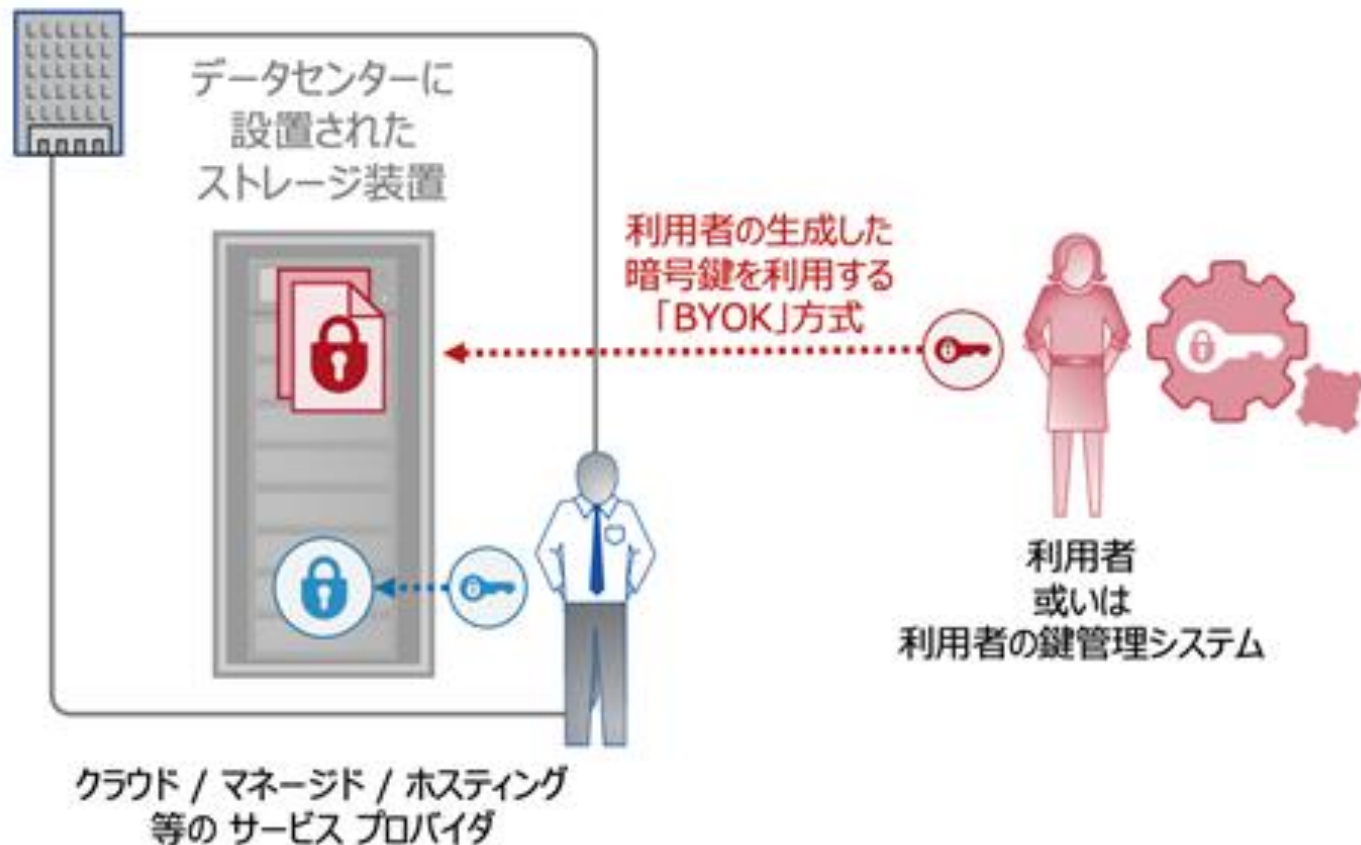 データセンターに
設置された
ストレージ装置
利用者の生成した
暗号鍵を利用する
「BYOK」方式
利用者
或いは
利用者の鍵管理システム
クラウド / マネージド / ホスティング
等の サービス プロバイダ